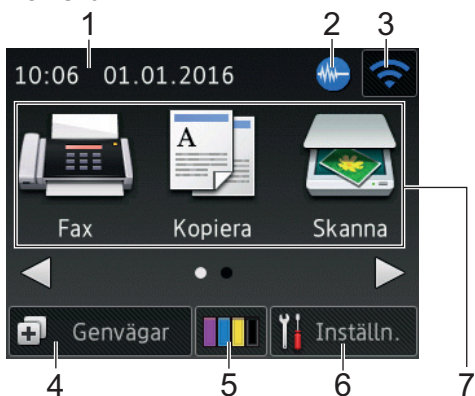 1 2 3
10:06 01.01.2016
A
Fax Kopiera Skanna
Genvägar Inställn.
4 5 6 7